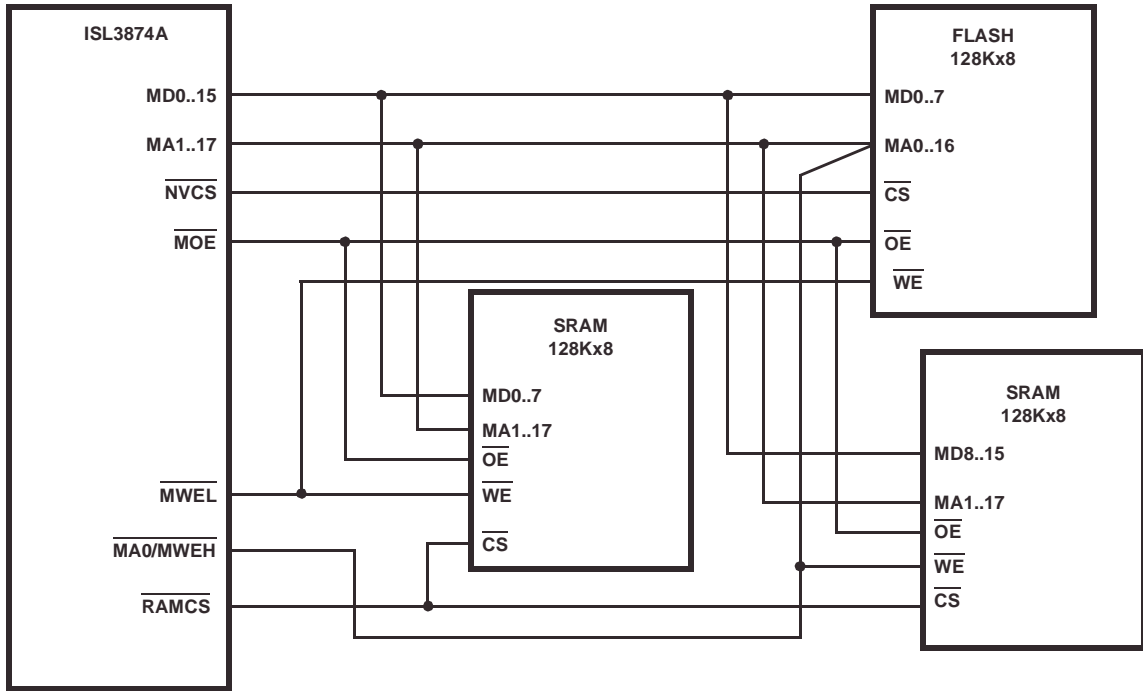 ISL3874A
MD0..15
MA1..17
NVCS
MOE
MWEL
MA0/MWEH
RAMCS
FLASH
128Kx8
MD0..7
MA0..16
CS
OE
WE
SRAM
128Kx8
MD0..7
MA1..17
OE
WE
CS
SRAM
128Kx8
MD8..15
MA1..17
OE
WE
CS